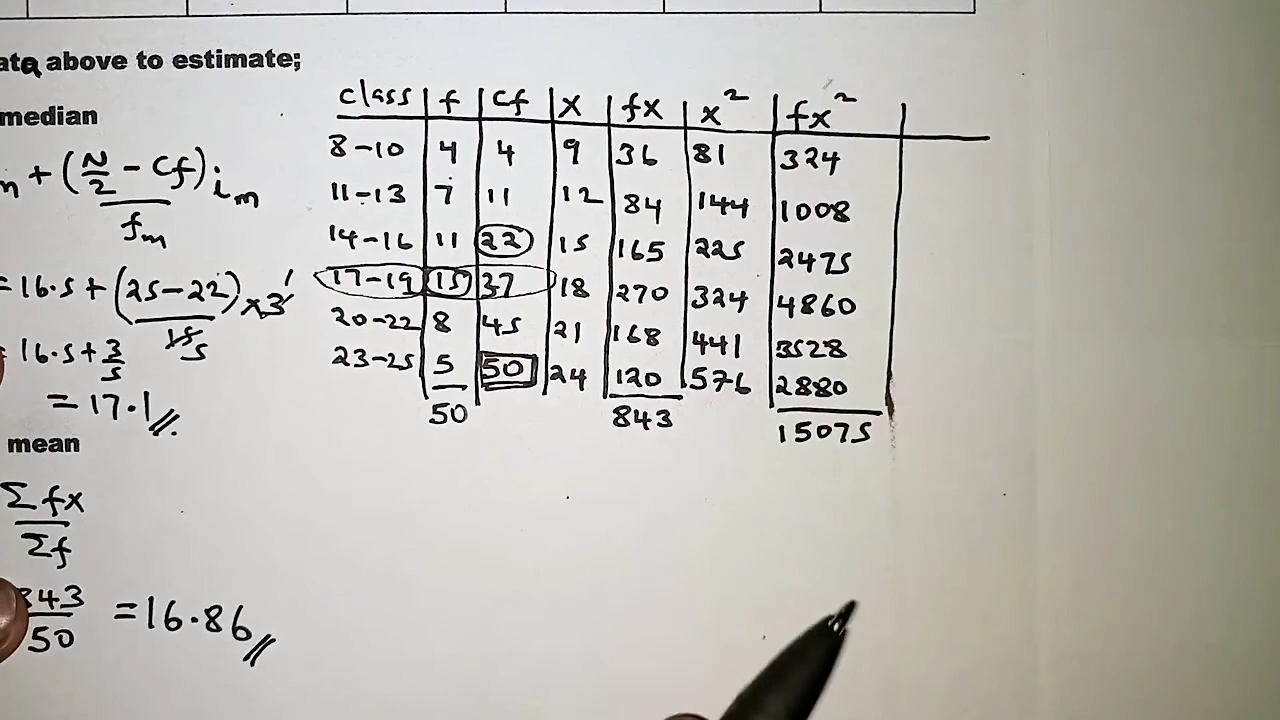 ata above to estimate;
median
m + (N/2 - Cf) i m
fm
= 16.5 + (25-22) x 3 1
15 5
= 16.5 + 3/5
= 17.1
mean
Σfx
Σf
843
50
= 16.86
class f Cf x fx x² fx²
8-10 4 4 9 36 81 324
11-13 7 11 12 84 144 1008
14-16 11 22 15 165 225 2475
17-19 15 37 18 270 324 4860
20-22 8 45 21 168 441 3528
23-25 5 50 24 120 576 2880
50 843 15075